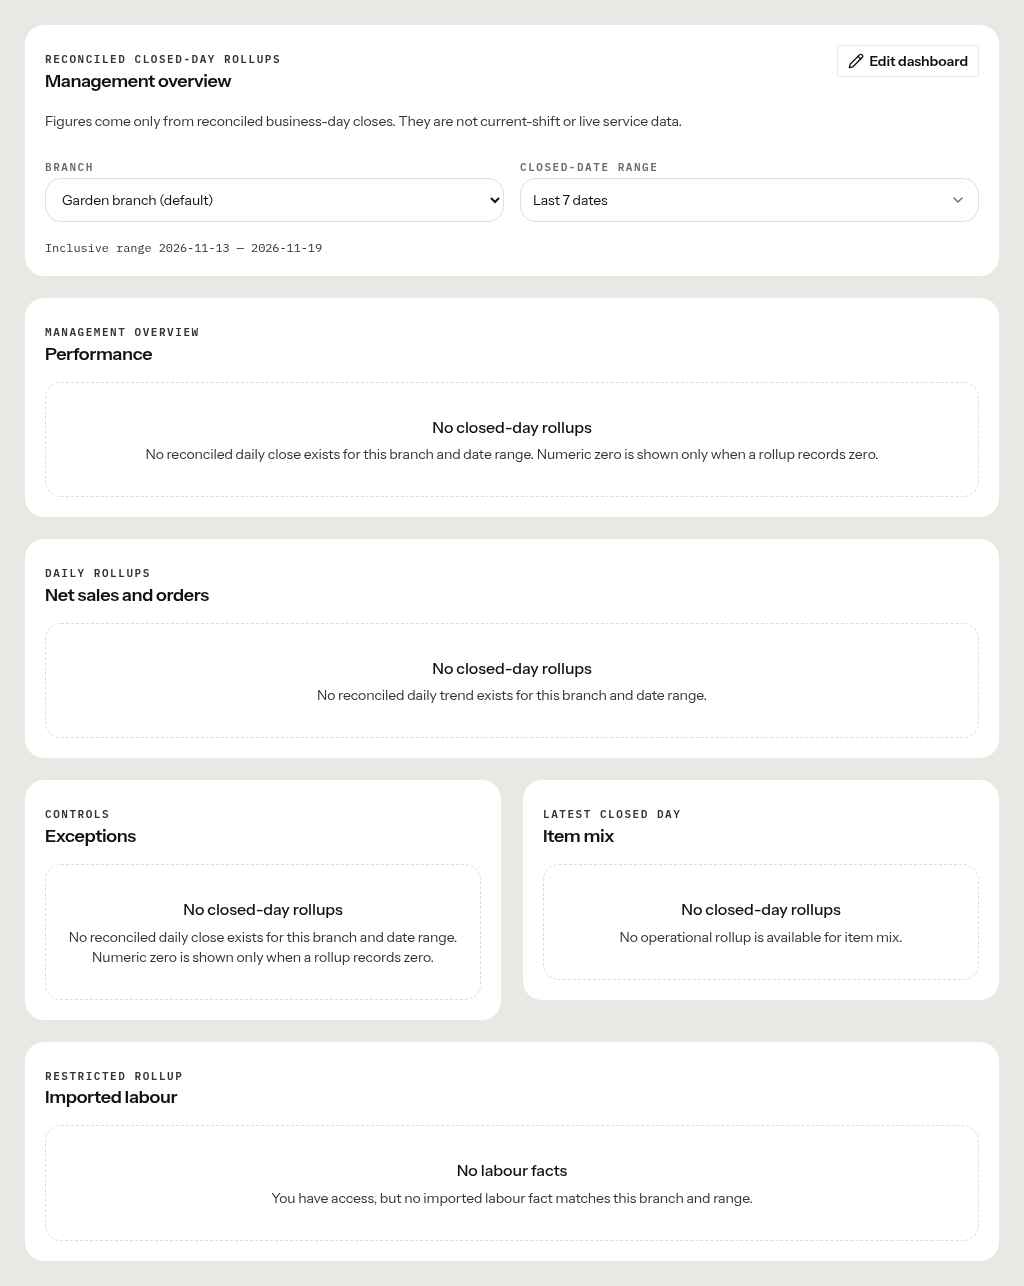 RECONCILED CLOSED-DAY ROLLUPS
Management overview
Edit dashboard
Figures come only from reconciled business-day closes. They are not current-shift or live service data.
BRANCH
Garden branch (default)
CLOSED-DATE RANGE
Last 7 dates
Inclusive range 2026-11-13 — 2026-11-19
MANAGEMENT OVERVIEW
Performance
No closed-day rollups
No reconciled daily close exists for this branch and date range. Numeric zero is shown only when a rollup records zero.
DAILY ROLLUPS
Net sales and orders
No closed-day rollups
No reconciled daily trend exists for this branch and date range.
CONTROLS
Exceptions
No closed-day rollups
No reconciled daily close exists for this branch and date range.
Numeric zero is shown only when a rollup records zero.
LATEST CLOSED DAY
Item mix
No closed-day rollups
No operational rollup is available for item mix.
RESTRICTED ROLLUP
Imported labour
No labour facts
You have access, but no imported labour fact matches this branch and range.